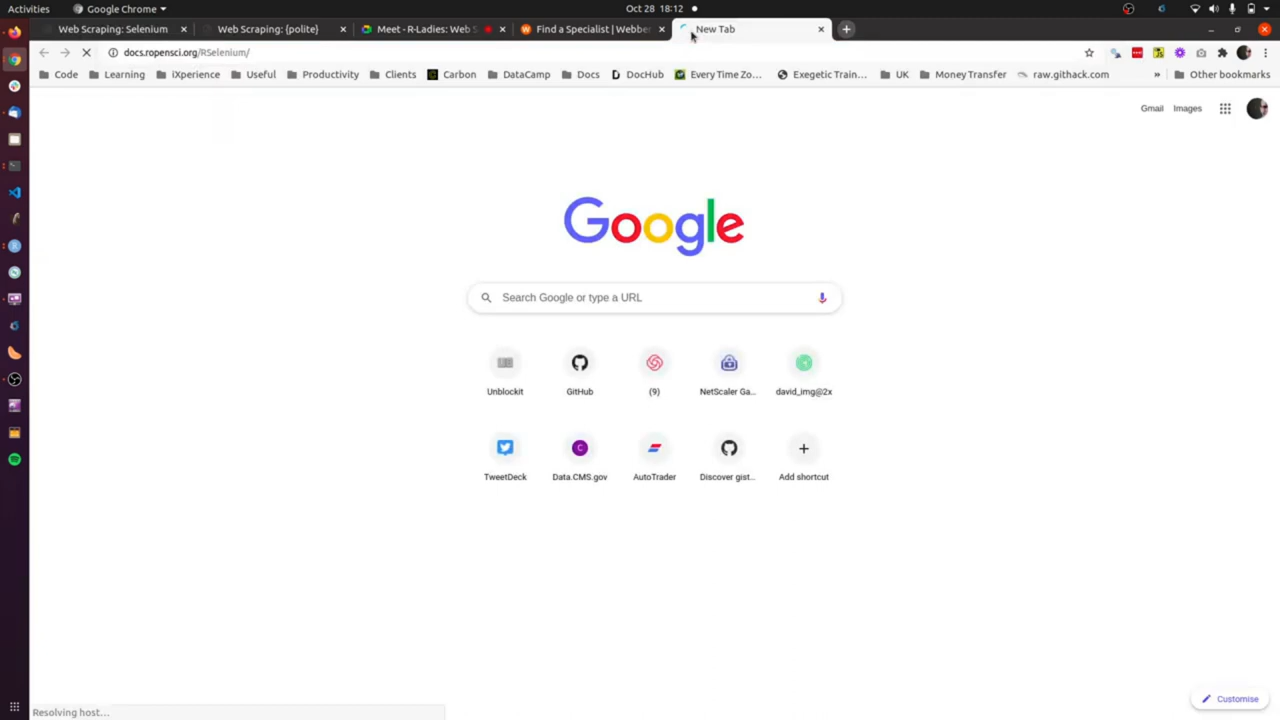 Activities
Google Chrome
Oct 28 18:12
Web Scraping: Selenium
Web Scraping: {polite}
Meet - R-Ladies: Web S
Find a Specialist | Webber
New Tab
docs.ropensci.org/RSelenium/
Code
Learning
iXperience
Useful
Productivity
Clients
Carbon
DataCamp
Docs
DocHub
Every Time Zo...
Exegetic Train...
UK
Money Transfer
raw.githack.com
»
Other bookmarks
Gmail
Images
Google
Search Google or type a URL
Unblockit
GitHub
(9)
NetScaler Ga...
david_img@2x
TweetDeck
Data.CMS.gov
AutoTrader
Discover gist...
Add shortcut
Customise
Resolving host...